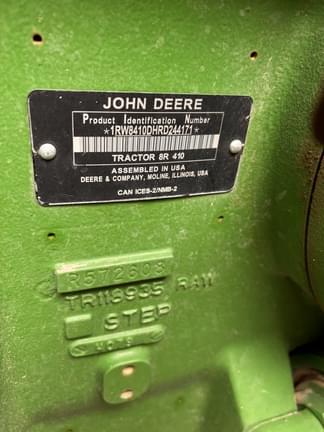 JOHN DEERE
Product Identification Number
*1RW8410DHRD244171*
TRACTOR 8R 410
ASSEMBLED IN USA
DEERE & COMPANY, MOLINE, ILLINOIS, USA
CAN ICES-2/NMB-2
R572608
TR118935 RAW
STEP